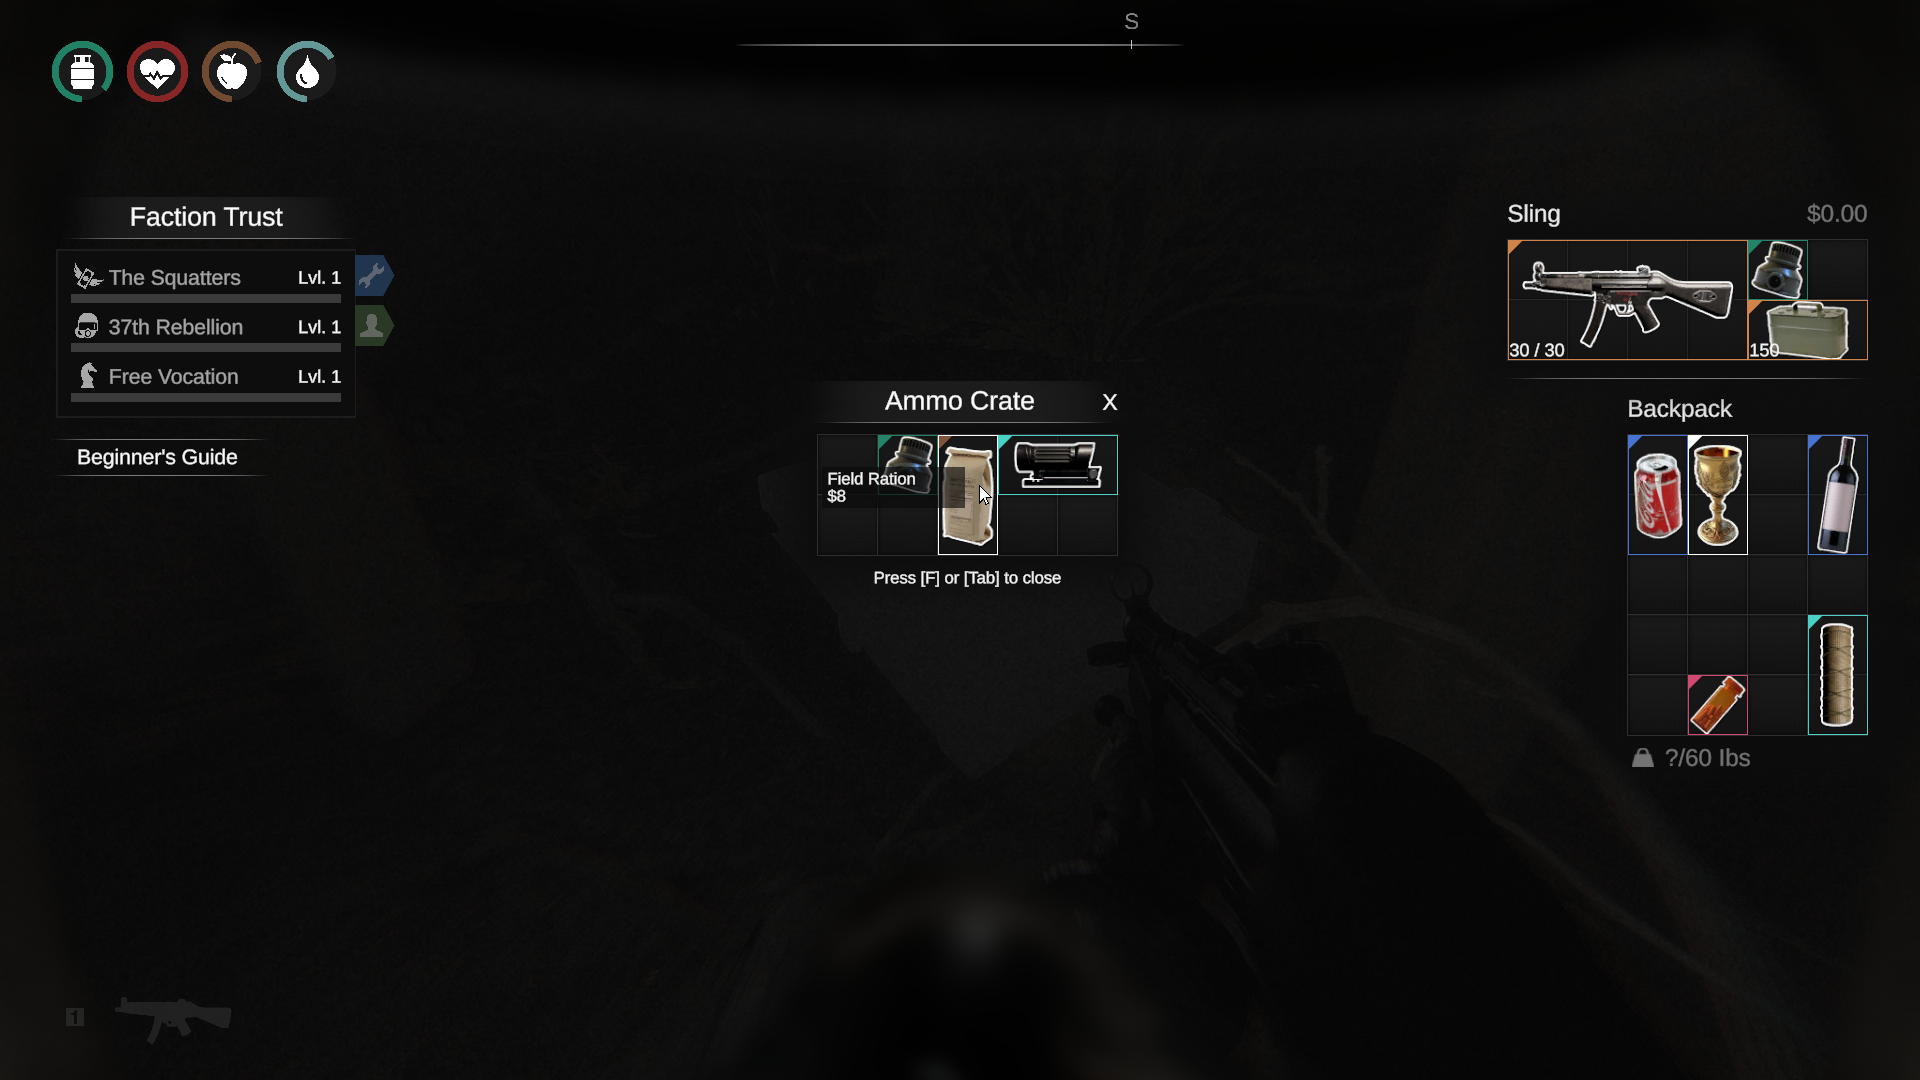 S
Faction Trust
The Squatters Lvl. 1
37th Rebellion Lvl. 1
Free Vocation Lvl. 1
Beginner's Guide
Ammo Crate X
Field Ration
$8
Press [F] or [Tab] to close
Sling $0.00
30 / 30
150
Backpack
?/60 lbs
1